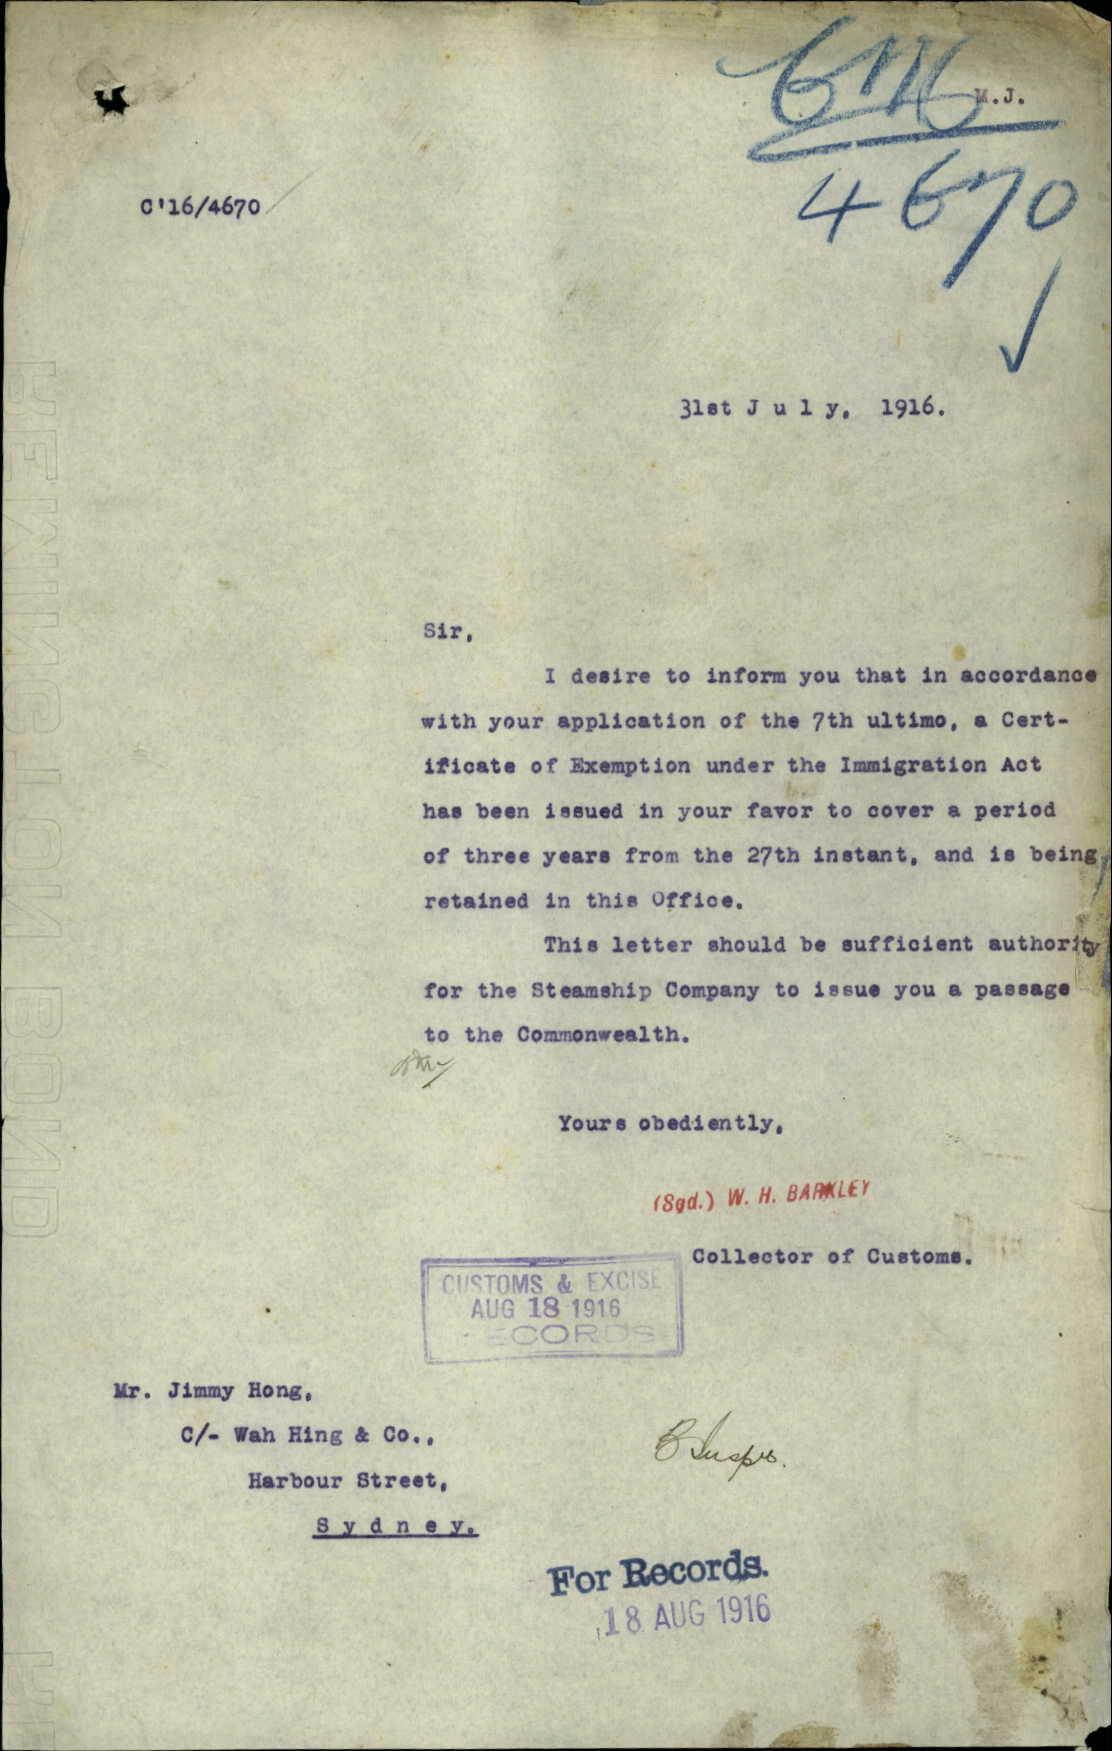 C16
M.J.
4670
C'16/4670
31st J u l y, 1916.
Sir,
I desire to inform you that in accordance
with your application of the 7th ultimo, a Cert-
ificate of Exemption under the Immigration Act
has been issued in your favor to cover a period
of three years from the 27th instant, and is being
retained in this Office.
This letter should be sufficient authority
for the Steamship Company to issue you a passage
to the Commonwealth.
Yours obediently,
(Sgd.) W. H. BARKLEY
Collector of Customs.
CUSTOMS & EXCISE
AUG 18 1916
RECORDS
Mr. Jimmy Hong,
C/- Wah Hing & Co.,
Harbour Street,
S y d n e y.
For Records.
18 AUG 1916